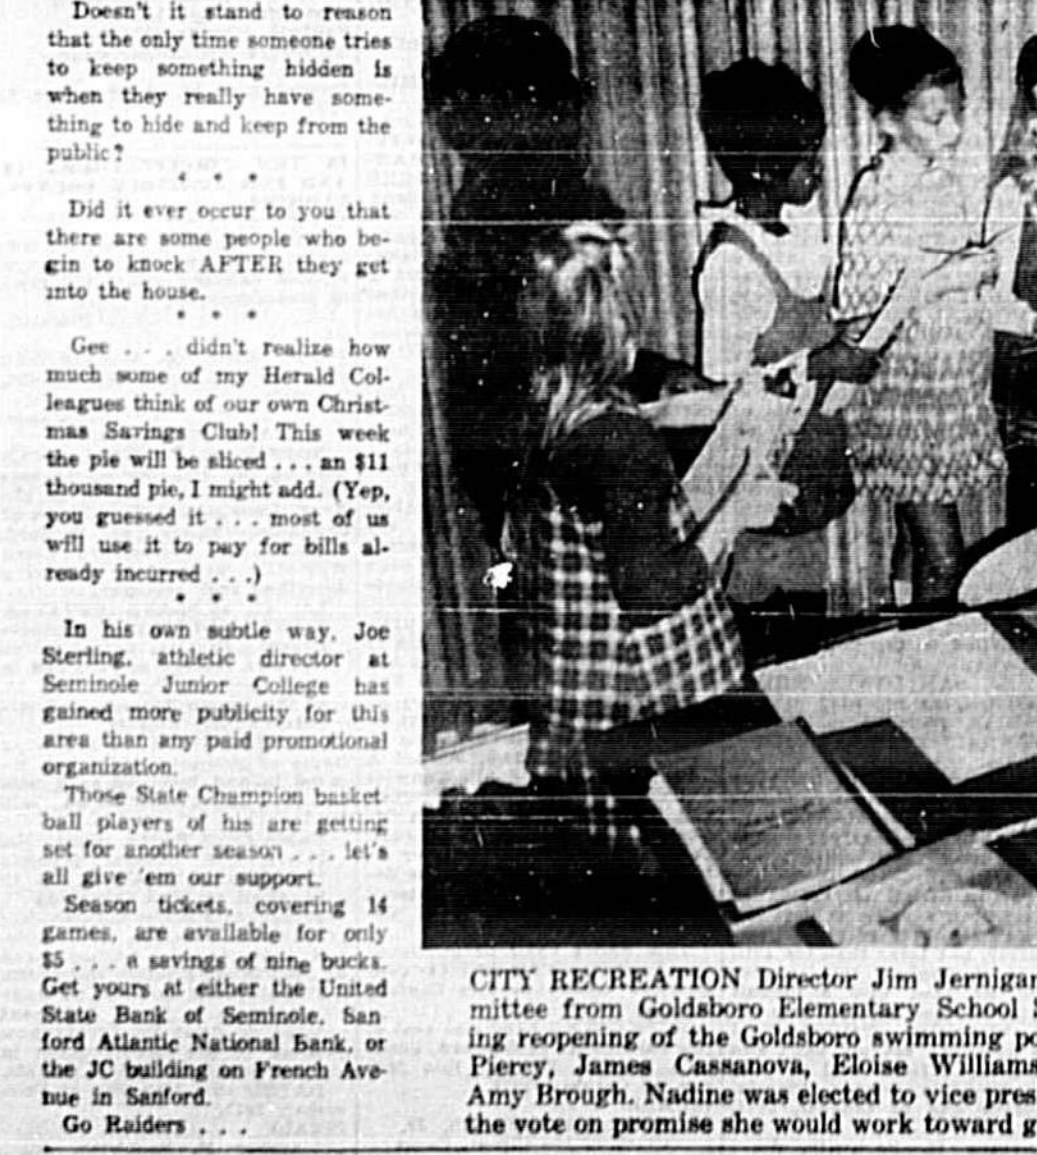 Doesn't it stand to reason
that the only time someone tries
to keep something hidden is
when they really have some-
thing to hide and keep from the
public?
* * *
Did it ever occur to you that
there are some people who be-
gin to knock AFTER they get
into the house.
* * *
Gee . . . didn't realize how
much some of my Herald Col-
leagues think of our own Christ-
mas Savings Club! This week
the pie will be sliced . . . an $11
thousand pie, I might add. (Yep,
you guessed it . . . most of us
will use it to pay for bills al-
ready incurred . . .)
* * *
In his own subtle way, Joe
Sterling, athletic director at
Seminole Junior College has
gained more publicity for this
area than any paid promotional
organization.
Those State Champion basket
ball players of his are getting
set for another season . . . let's
all give 'em our support.
Season tickets, covering 14
games, are available for only
$5 . . . a savings of nine bucks.
Get yours at either the United
State Bank of Seminole, San
ford Atlantic National Bank, or
the JC building on French Ave-
nue in Sanford.
Go Raiders . . .
CITY RECREATION Director Jim Jernigan
mittee from Goldsboro Elementary School
ing reopening of the Goldsboro swimming po
Piercy, James Cassanova, Eloise Williams
Amy Brough. Nadine was elected to vice pres
the vote on promise she would work toward g